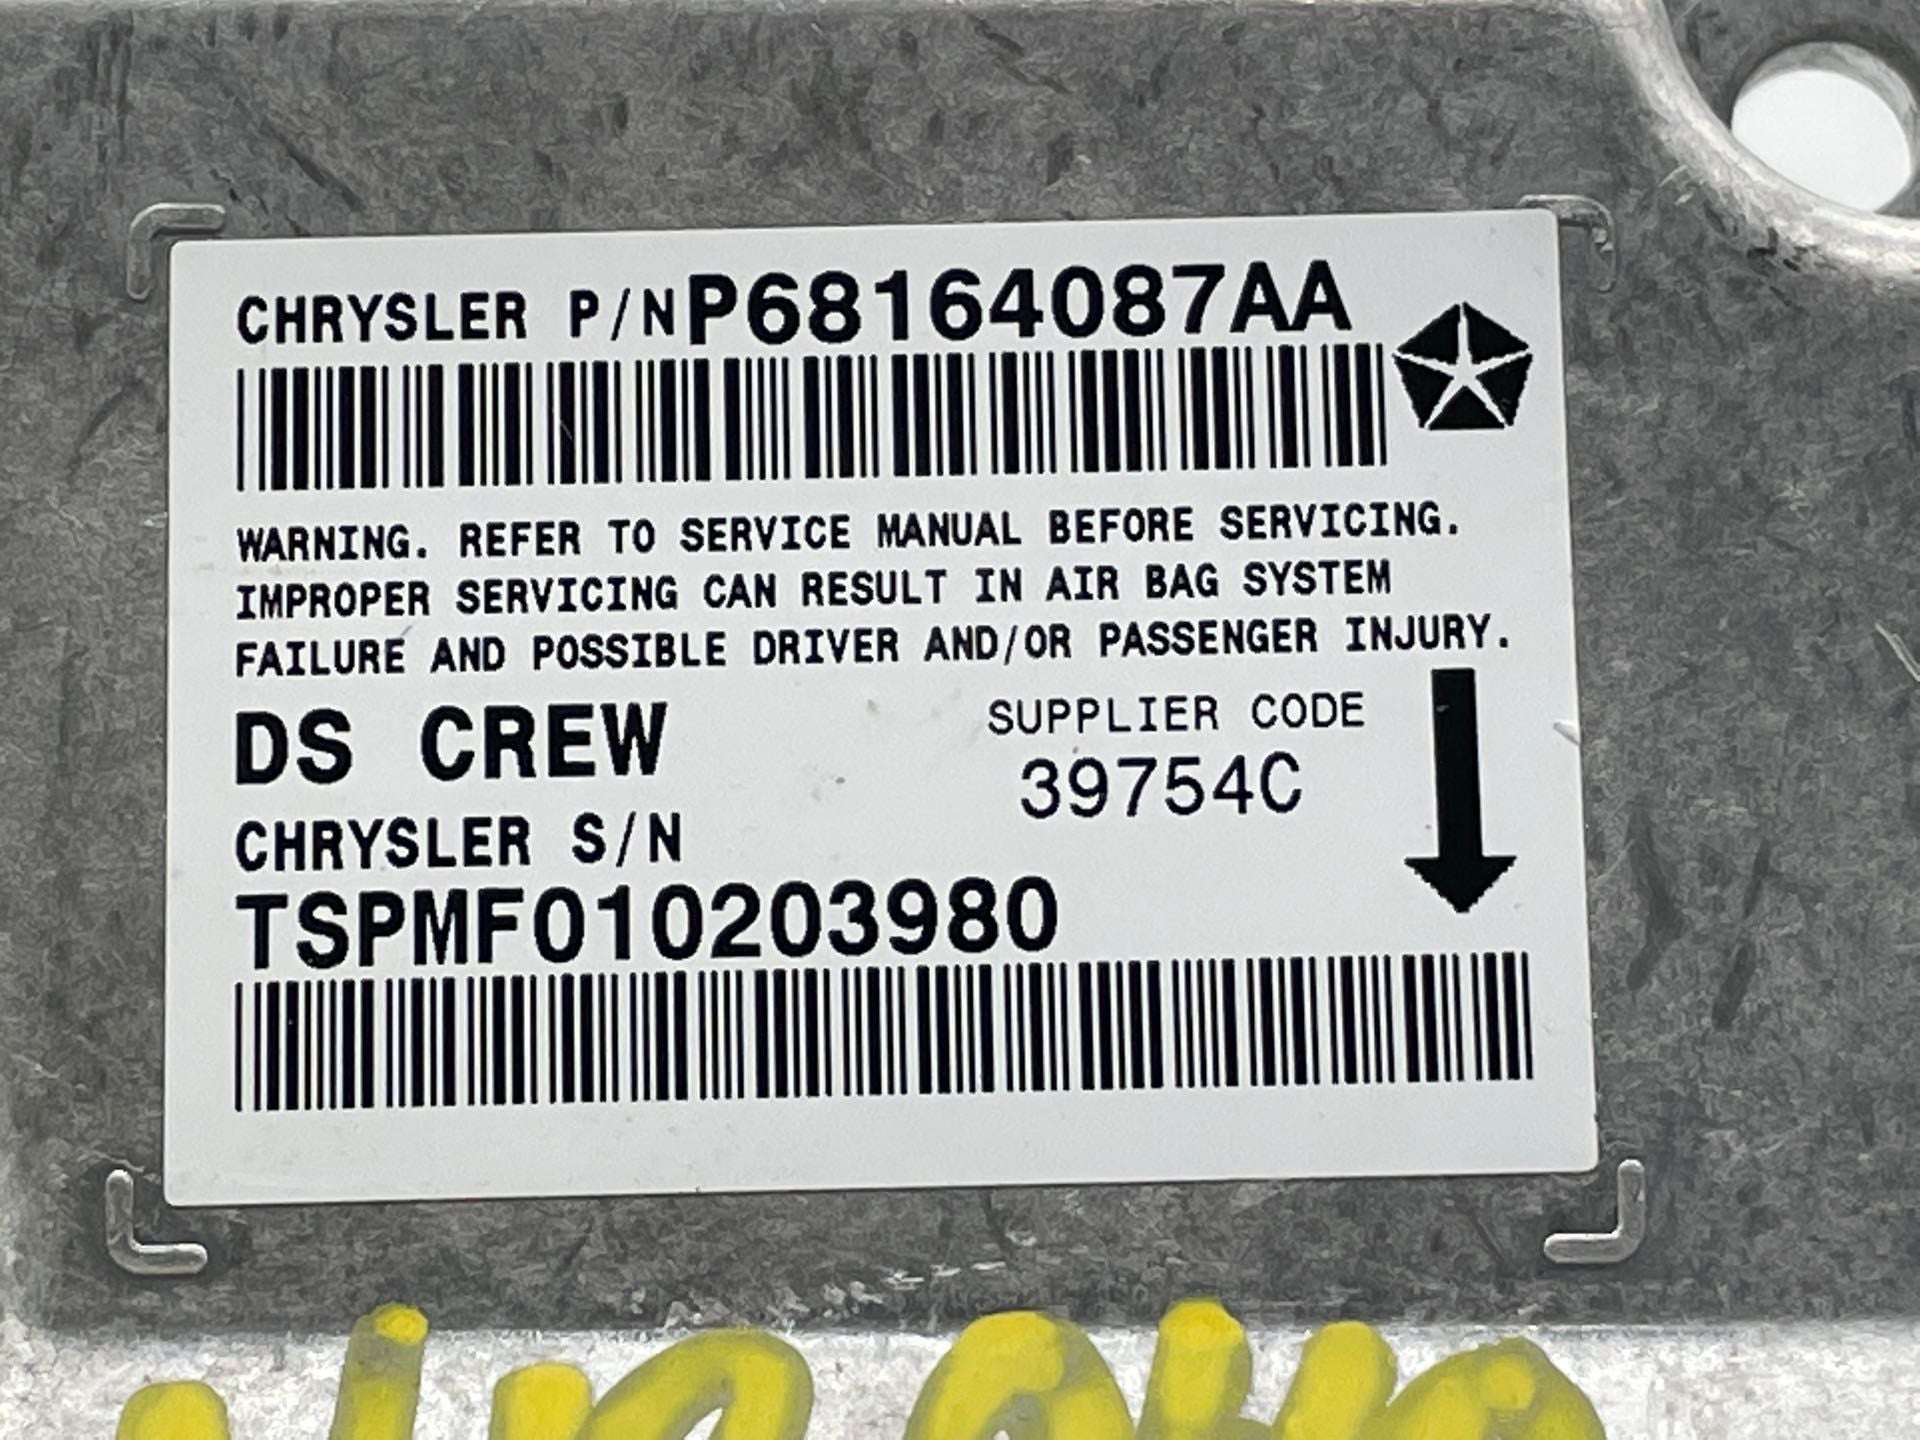 CHRYSLER P/N P68164087AA
WARNING. REFER TO SERVICE MANUAL BEFORE SERVICING.
IMPROPER SERVICING CAN RESULT IN AIR BAG SYSTEM
FAILURE AND POSSIBLE DRIVER AND/OR PASSENGER INJURY.
DS CREW
SUPPLIER CODE
39754C
CHRYSLER S/N
TSPMF010203980